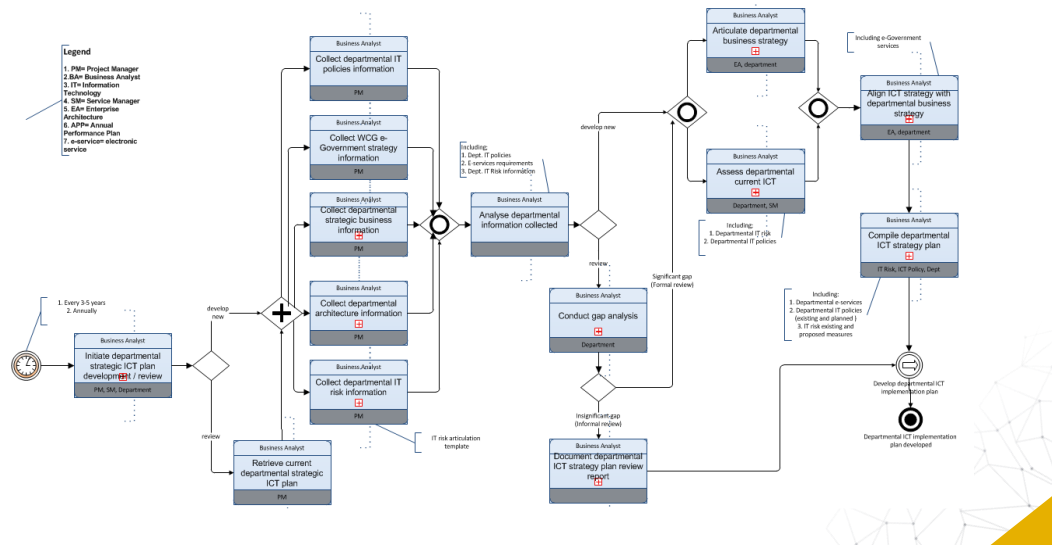 Legend
1. PM= Project Manager
2.BA= Business Analyst
3. IT= Information
Technology
4. SM= Service Manager
5. EA= Enterprise
Architecture
6. APP= Annual
Performance Plan
7. e-service= electronic
service
1. Every 3-5 years
2. Annually
Business Analyst
Initiate departmental
strategic ICT plan
development / review
PM, SM, Department
develop
new
review
Business Analyst
Retrieve current
departmental strategic
ICT plan
PM
Business Analyst
Collect departmental IT
policies information
PM
Business Analyst
Collect WCG e-
Government strategy
information
PM
Business Analyst
Collect departmental
strategic business
information
PM
Business Analyst
Collect departmental
architecture information
PM
Business Analyst
Collect departmental IT
risk information
PM
IT risk articulation
template
Including;
1. Dept. IT policies
2. E-services requirements
3. Dept. IT Risk information
Business Analyst
Analyse departmental
information collected
develop new
review
Business Analyst
Conduct gap analysis
Department
Significant gap
(Formal review)
Insignificant gap
(Informal review)
Business Analyst
Document departmental
ICT strategy plan review
report
Business Analyst
Articulate departmental
business strategy
EA, department
Business Analyst
Assess departmental
current ICT
Department, SM
Including:
1. Departmental IT risk
2. Departmental IT policies
Including e-Government
services
Business Analyst
Align ICT strategy with
departmental business
strategy
EA, department
Business Analyst
Compile departmental
ICT strategy plan
IT Risk, ICT Policy, Dept
Including:
1. Departmental e-services
2. Departmental IT policies
(existing and planned )
3. IT risk existing and
proposed measures
Develop departmental ICT
implementation plan
Departmental ICT implementation
plan developed